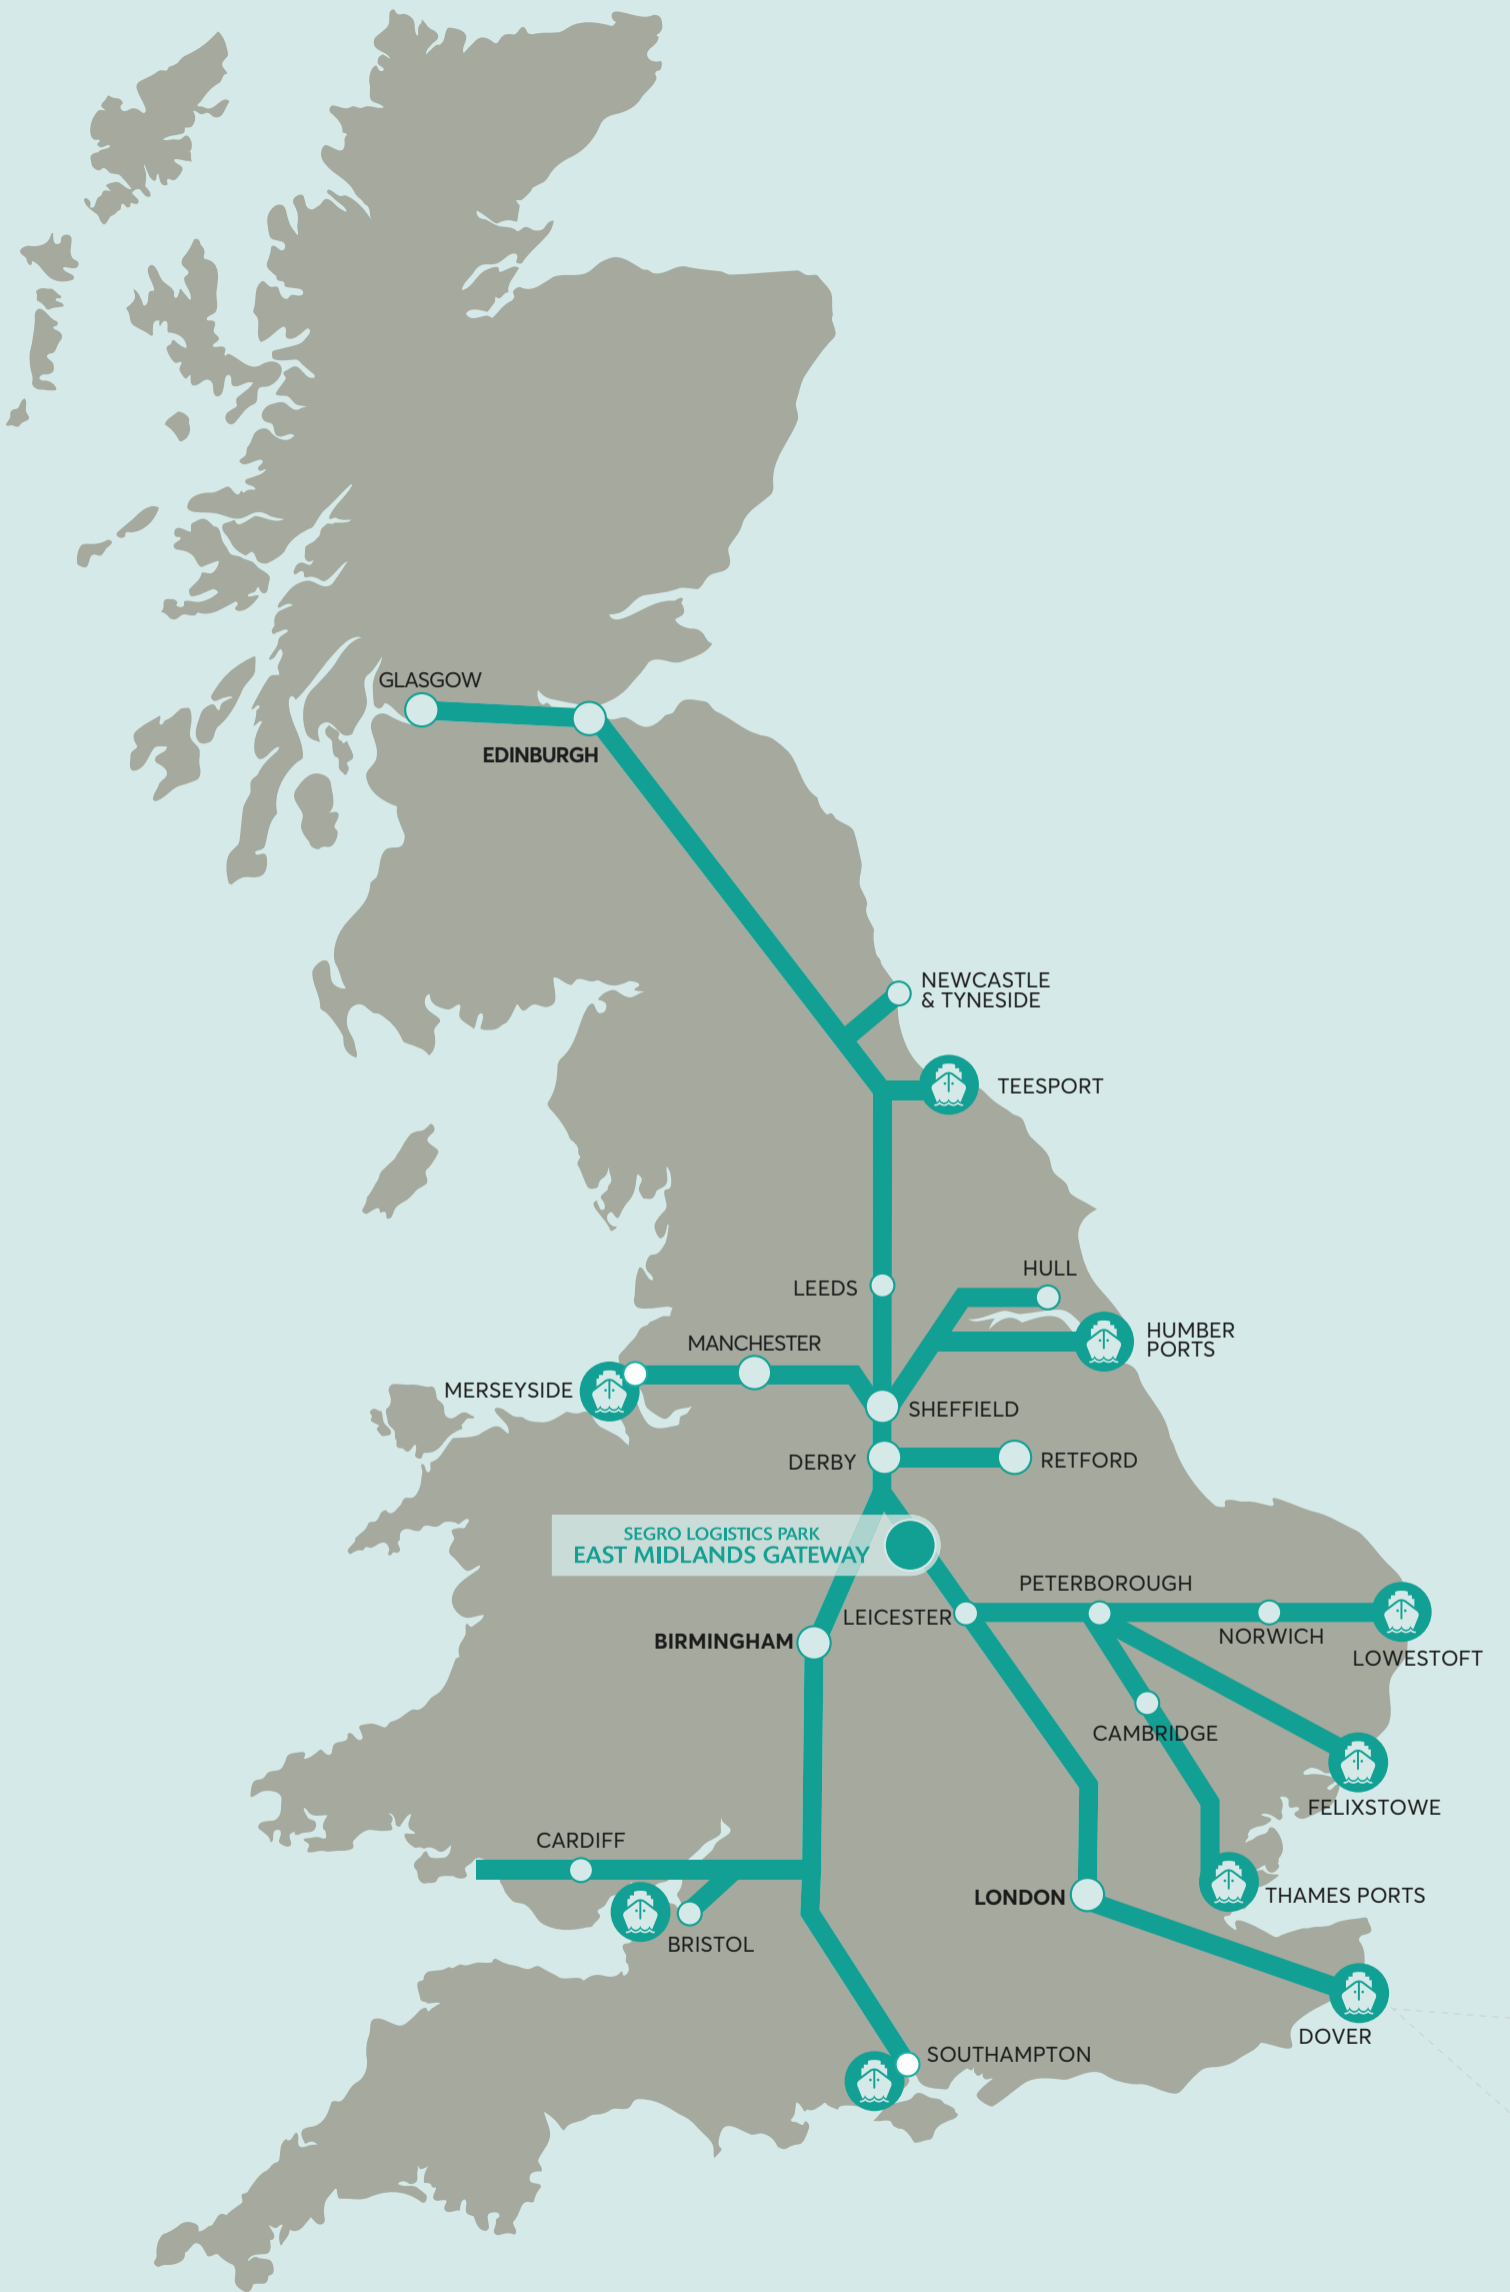 GLASGOW
EDINBURGH
NEWCASTLE
& TYNESIDE
TEESPORT
LEEDS
HULL
HUMBER
PORTS
MANCHESTER
MERSEYSIDE
SHEFFIELD
DERBY
RETFORD
SEGRO LOGISTICS PARK
EAST MIDLANDS GATEWAY
PETERBOROUGH
LEICESTER
NORWICH
BIRMINGHAM
LOWESTOFT
CAMBRIDGE
FELIXSTOWE
CARDIFF
LONDON
THAMES PORTS
BRISTOL
DOVER
SOUTHAMPTON